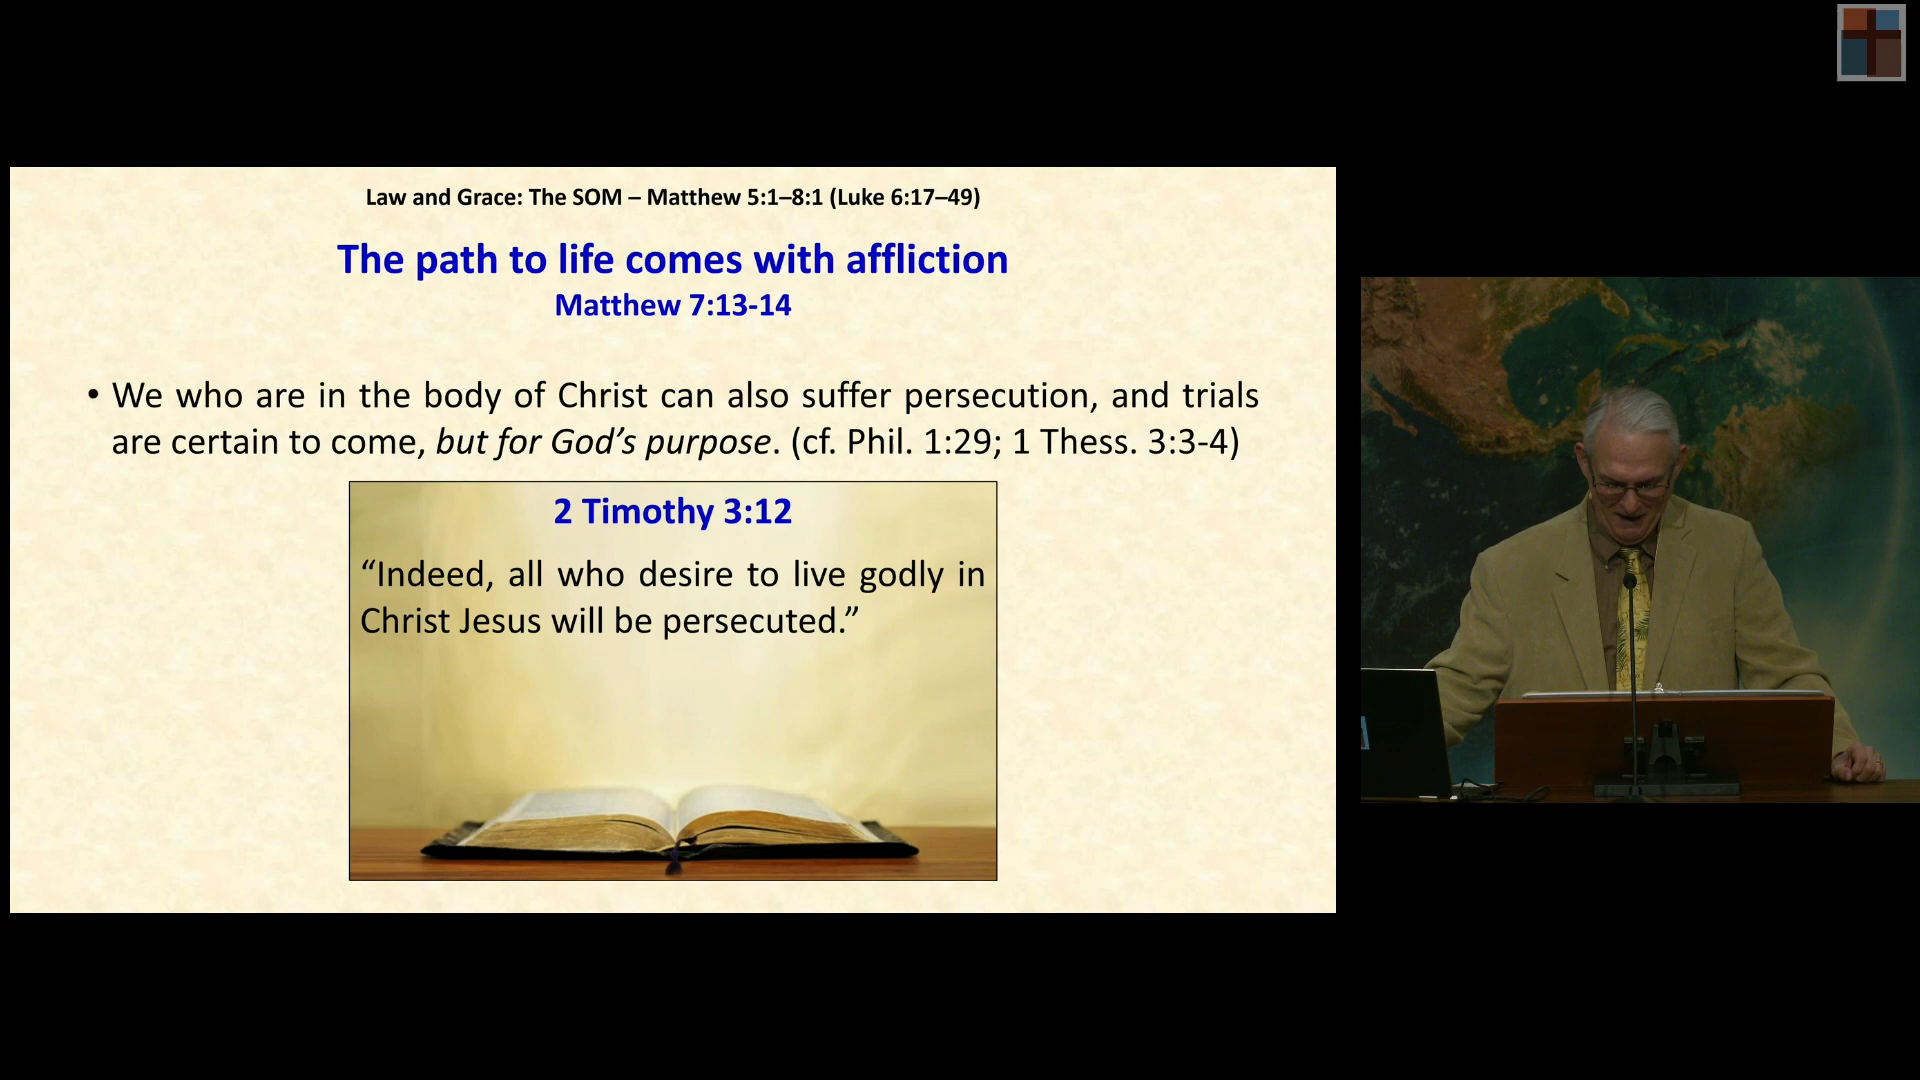 Law and Grace: The SOM – Matthew 5:1–8:1 (Luke 6:17–49)
The path to life comes with affliction
Matthew 7:13-14
• We who are in the body of Christ can also suffer persecution, and trials
are certain to come, but for God’s purpose. (cf. Phil. 1:29; 1 Thess. 3:3-4)
2 Timothy 3:12
“Indeed, all who desire to live godly in
Christ Jesus will be persecuted.”